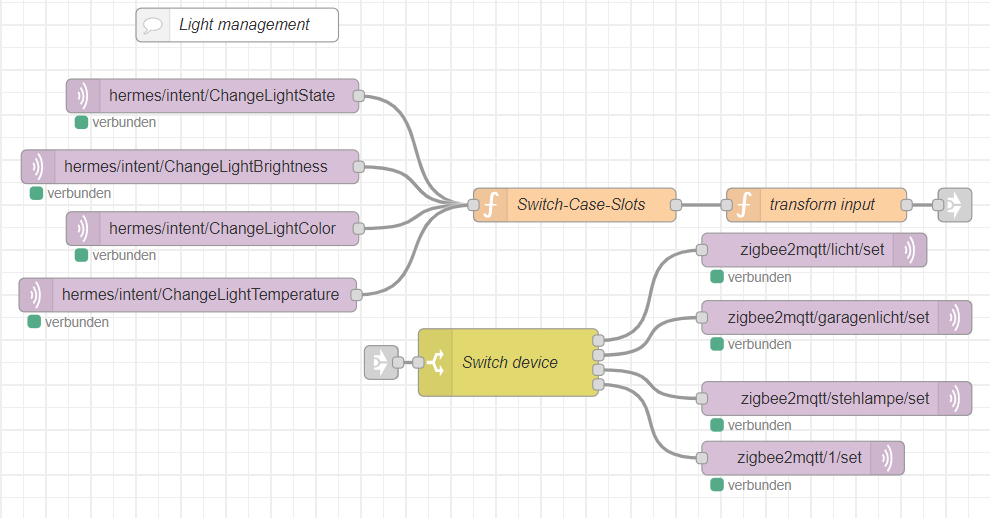 Light management
hermes/intent/ChangeLightState
verbunden
hermes/intent/ChangeLightBrightness
verbunden
hermes/intent/ChangeLightColor
verbunden
hermes/intent/ChangeLightTemperature
verbunden
Switch-Case-Slots
transform input
Switch device
zigbee2mqtt/licht/set
verbunden
zigbee2mqtt/garagenlicht/set
verbunden
zigbee2mqtt/stehlampe/set
verbunden
zigbee2mqtt/1/set
verbunden